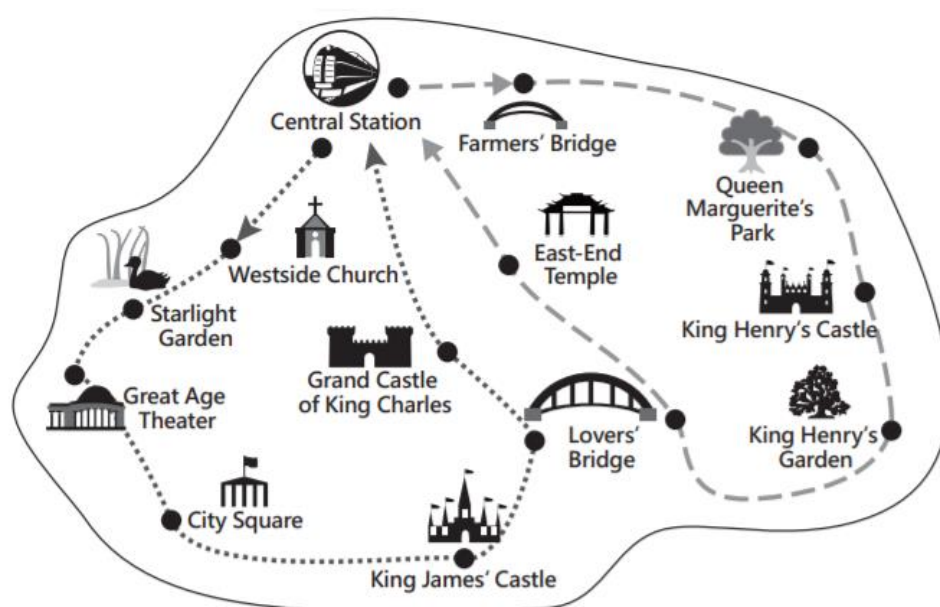 Central Station
Farmers' Bridge
Queen
Marguerite's
Park
Westside Church
East-End
Temple
Starlight
Garden
King Henry's Castle
Grand Castle
of King Charles
Great Age
Theater
Lovers'
Bridge
King Henry's
Garden
City Square
King James' Castle